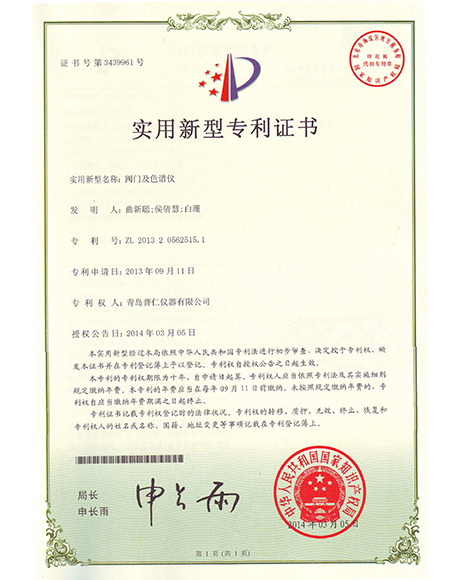 证书号第3439961号
印花税
代扣专用章
实用新型专利证书
实用新型名称：阀门及色谱仪
发 明 人：曲新聪;侯倩慧;白珊
专 利 号：ZL 2013 2 0562515.1
专利申请日：2013年09月11日
专 利 权 人：青岛普仁仪器有限公司
授权公告日：2014年03月05日
本实用新型经过本局依照中华人民共和国专利法进行初步审查，决定授予专利权，颁
发本证书并在专利登记簿上予以登记。专利权自授权公告之日起生效。
本专利的专利权期限为十年，自申请日起算。专利权人应当依照专利法及其实施细则
规定缴纳年费。本专利的年费应当在每年09月11日前缴纳。未按照规定缴纳年费的，专
利权自应当缴纳年费期满之日起终止。
专利证书记载专利权登记时的法律状况。专利权的转移、质押、无效、终止、恢复和
专利权人的姓名或名称、国籍、地址变更等事项记载在专利登记簿上。
局长
申长雨
申长雨
中华人民共和国国家知识产权局
2014年03月05日
第1页（共1页）